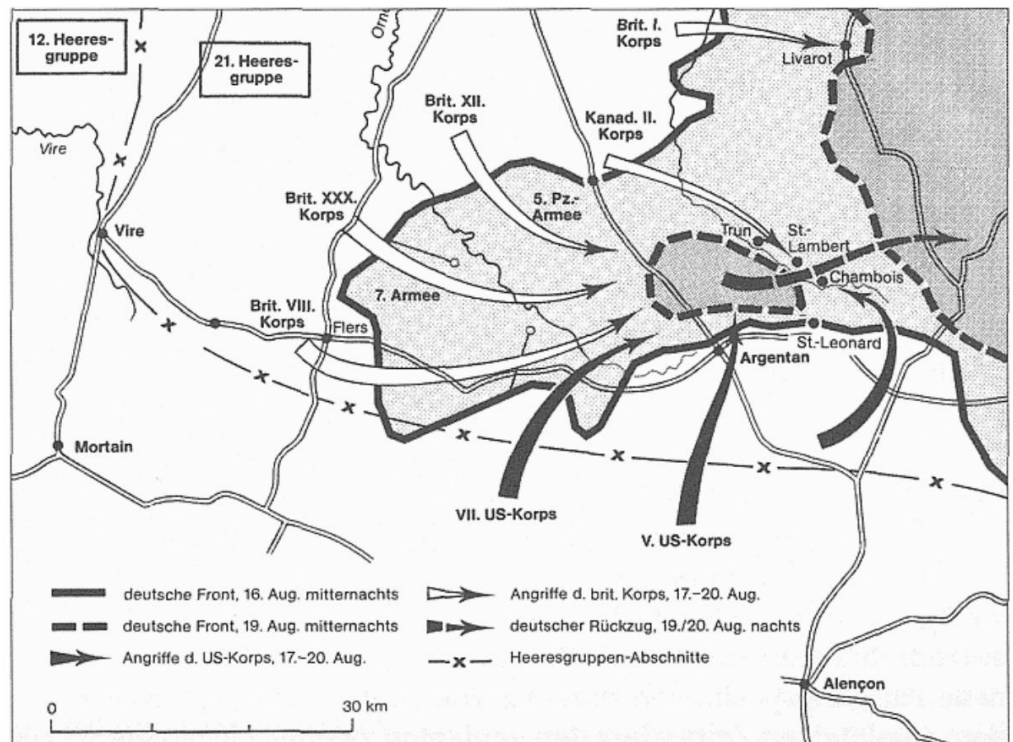 12. Heeres-
gruppe
21. Heeres-
gruppe
Orne
Brit. I.
Korps
Livarot
Brit. XII.
Korps
Kanad. II.
Korps
Vire
Brit. XXX.
Korps
5. Pz.-
Armee
Vire
Trun
St.-
Lambert
Chambois
7. Armee
Brit. VIII.
Korps
Flers
St.-Leonard
Argentan
Mortain
VII. US-Korps
V. US-Korps
deutsche Front, 16. Aug. mitternachts
deutsche Front, 19. Aug. mitternachts
Angriffe d. US-Korps, 17.–20. Aug.
Angriffe d. brit. Korps, 17.–20. Aug.
deutscher Rückzug, 19./20. Aug. nachts
Heeresgruppen-Abschnitte
Alençon
0 30 km